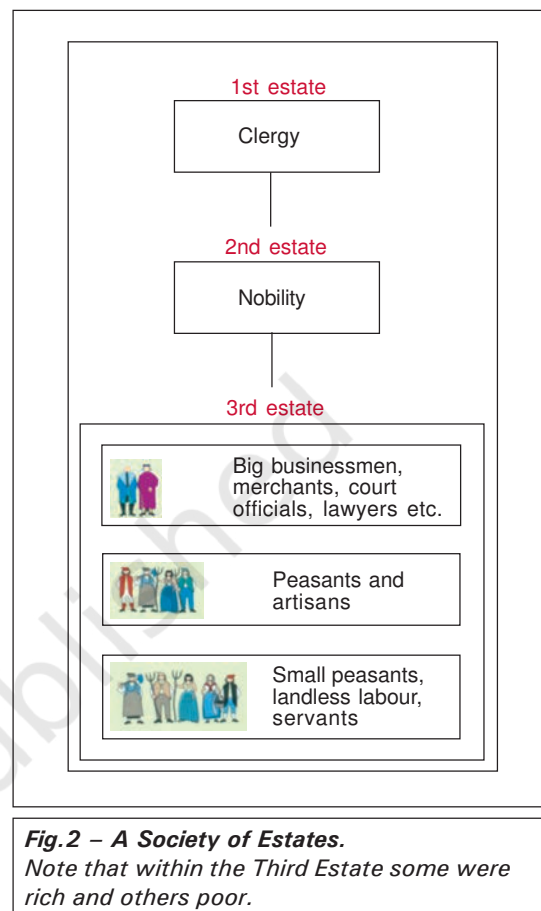 1st estate
Clergy
2nd estate
Nobility
3rd estate
Big businessmen,
merchants, court
officials, lawyers etc.
Peasants and
artisans
Small peasants,
landless labour,
servants
Fig.2 – A Society of Estates.
Note that within the Third Estate some were
rich and others poor.